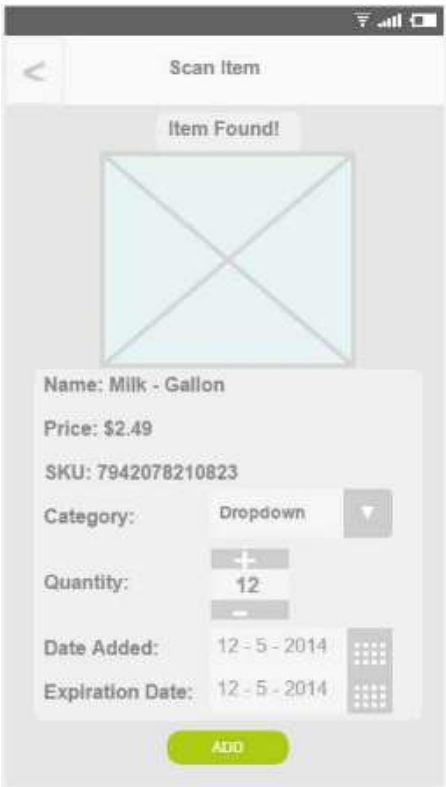 <
Scan Item
Item Found!
Name: Milk - Gallon
Price: $2.49
SKU: 7942078210823
Category: Dropdown
+
Quantity: 12
-
Date Added: 12 - 5 - 2014
Expiration Date: 12 - 5 - 2014
ADD